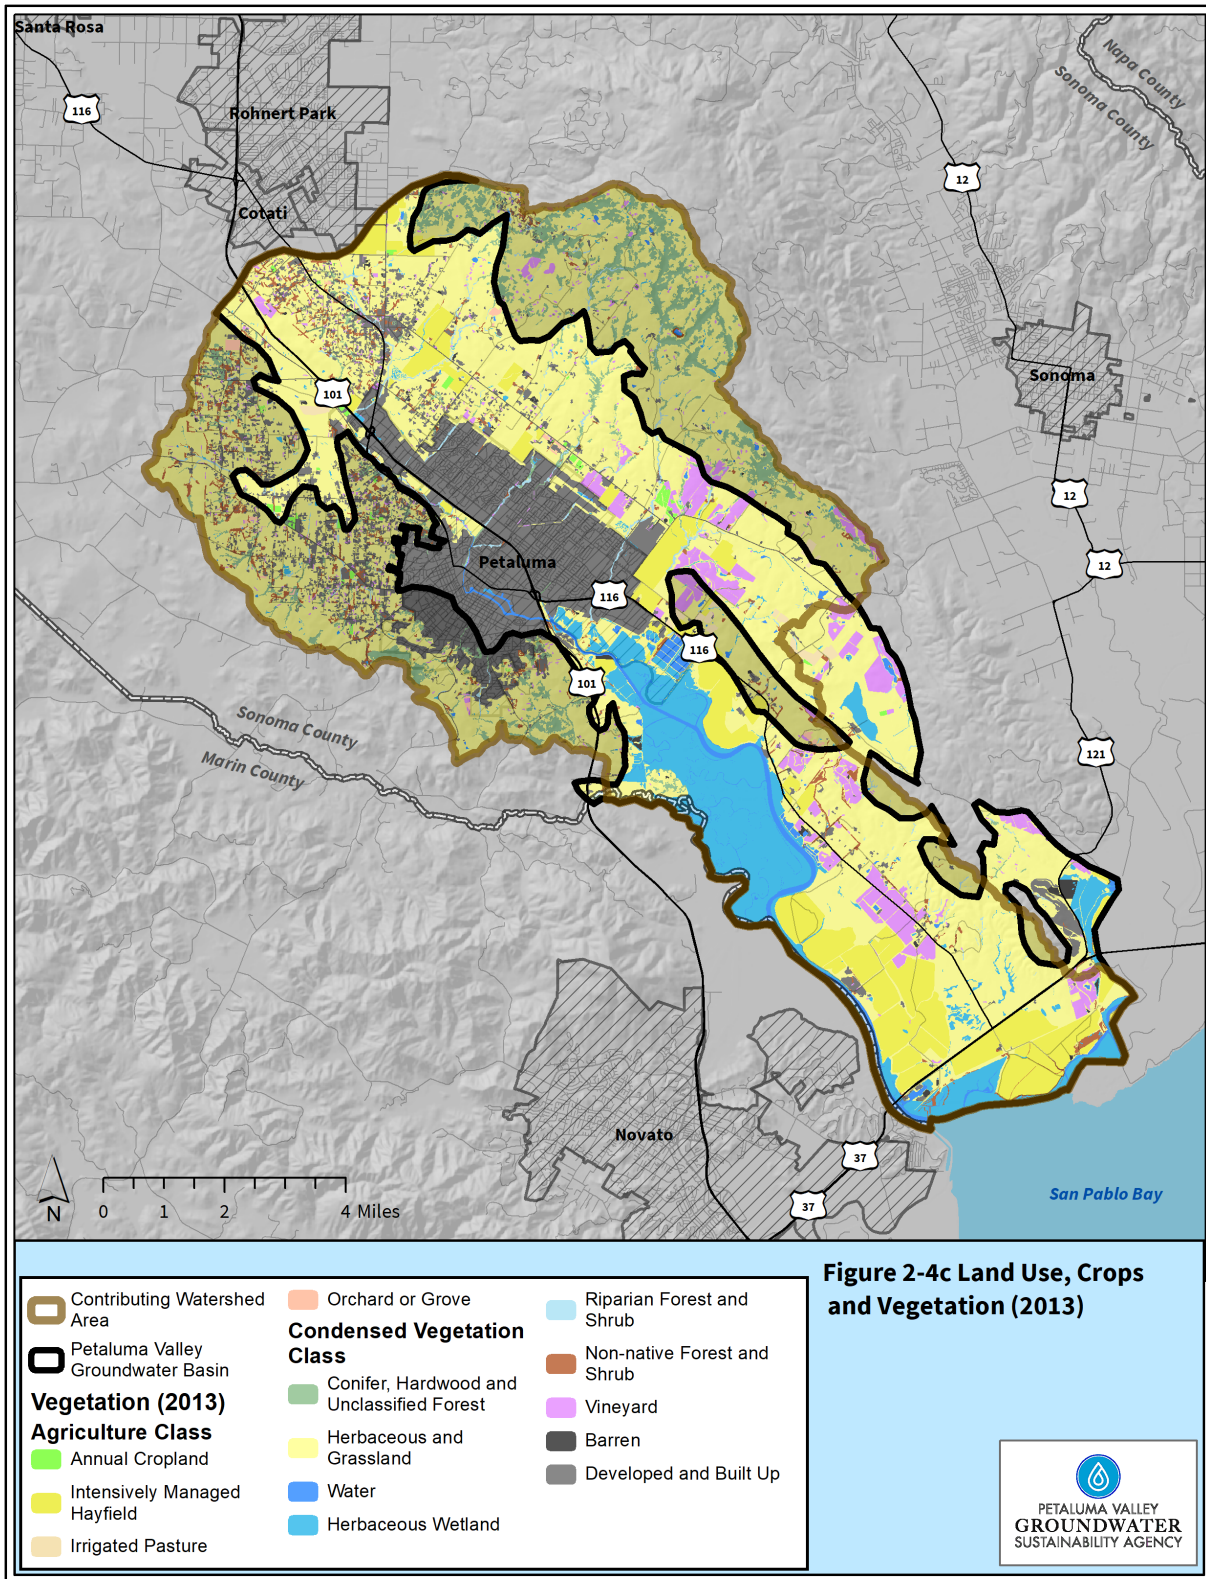 Santa Rosa
116
Rohnert Park
Cotati
Napa County
Sonoma County
12
Sonoma
101
12
12
Petaluma
116
116
101
Sonoma County
Marin County
121
Novato
37
37
San Pablo Bay
N
0 1 2 4 Miles
Figure 2-4c Land Use, Crops
and Vegetation (2013)
Contributing Watershed
Area
Petaluma Valley
Groundwater Basin
Vegetation (2013)
Agriculture Class
Annual Cropland
Intensively Managed
Hayfield
Irrigated Pasture
Orchard or Grove
Condensed Vegetation
Class
Conifer, Hardwood and
Unclassified Forest
Herbaceous and
Grassland
Water
Herbaceous Wetland
Riparian Forest and
Shrub
Non-native Forest and
Shrub
Vineyard
Barren
Developed and Built Up
PETALUMA VALLEY
GROUNDWATER
SUSTAINABILITY AGENCY